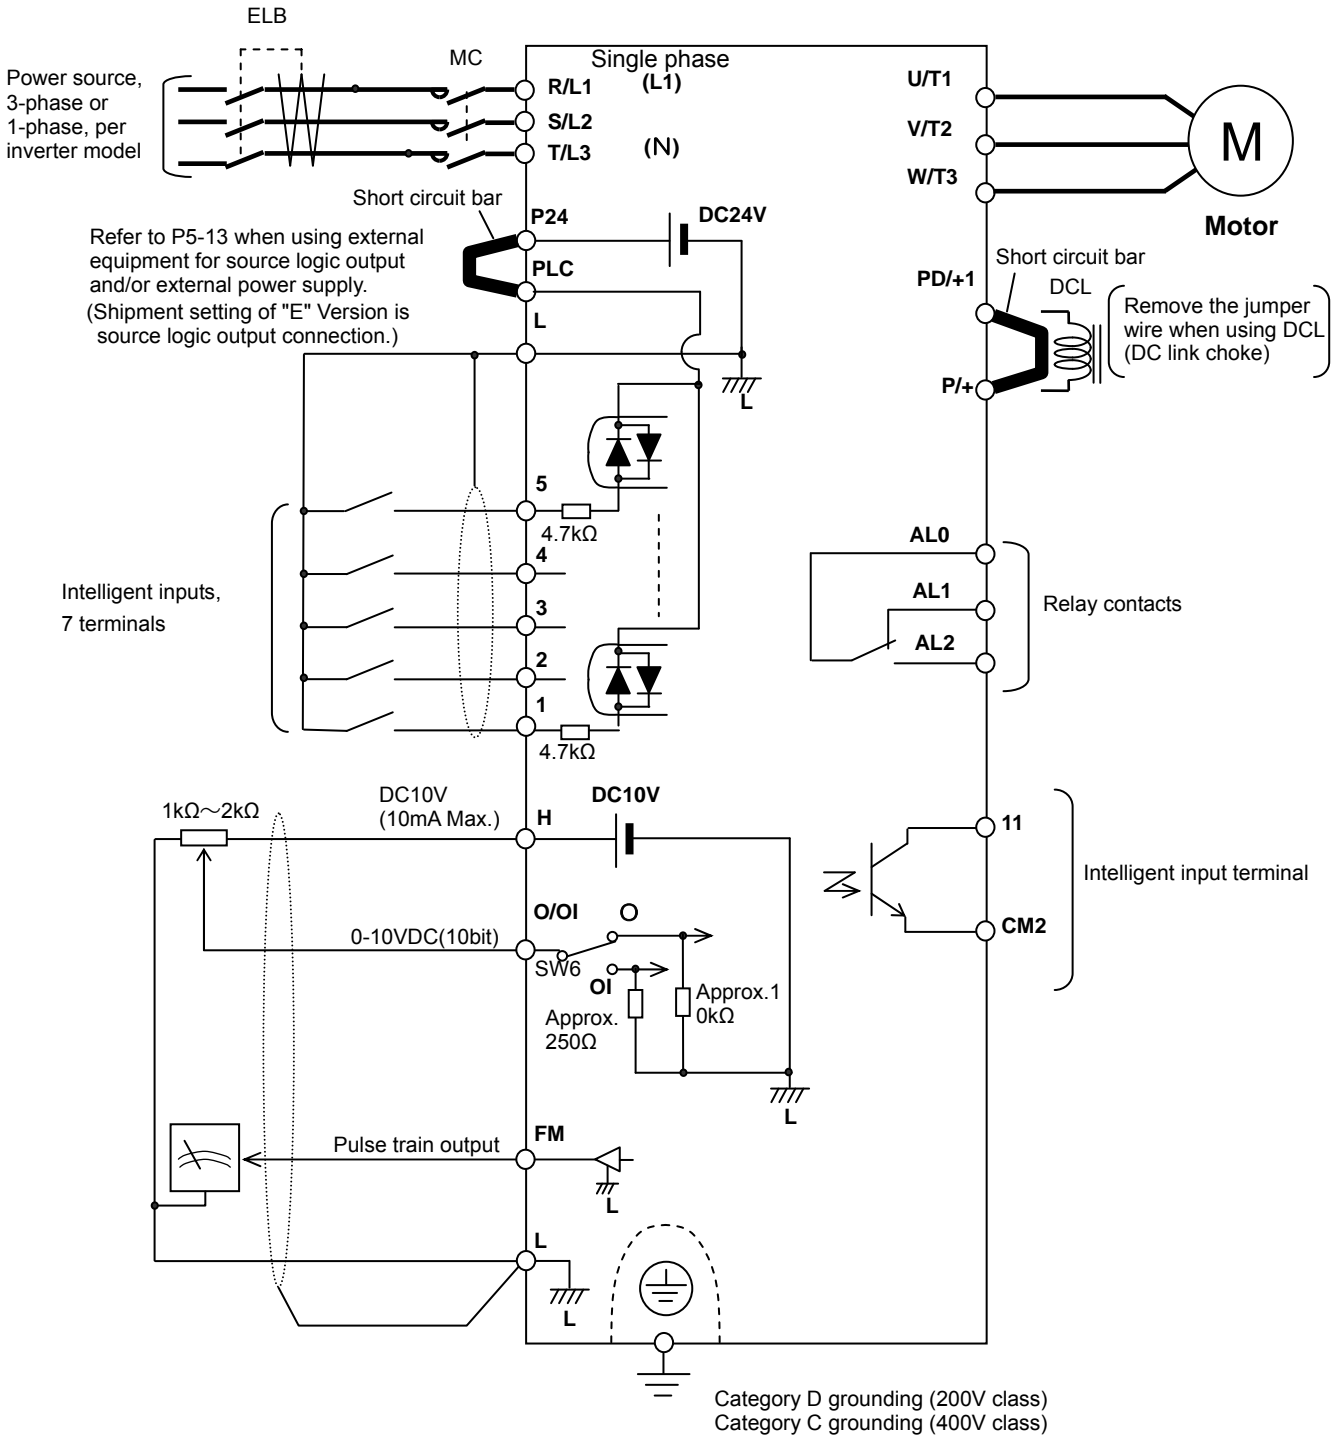 ELB
MC
Single phase
Power source,
3-phase or
1-phase, per
inverter model
R/L1
(L1)
S/L2
T/L3
(N)
U/T1
V/T2
W/T3
M
Motor
Short circuit bar
P24
DC24V
Refer to P5-13 when using external
equipment for source logic output
and/or external power supply.
(Shipment setting of "E" Version is
source logic output connection.)
PLC
L
L
PD/+1
Short circuit bar
DCL
Remove the jumper
wire when using DCL
(DC link choke)
P/+
5
4.7kΩ
4
3
2
1
4.7kΩ
Intelligent inputs,
7 terminals
AL0
AL1
AL2
Relay contacts
1kΩ～2kΩ
DC10V
(10mA Max.)
H
DC10V
11
Intelligent input terminal
CM2
O/OI
O
0-10VDC(10bit)
SW6
OI
Approx.
250Ω
Approx.1
0kΩ
L
Pulse train output
FM
L
L
L
Category D grounding (200V class)
Category C grounding (400V class)